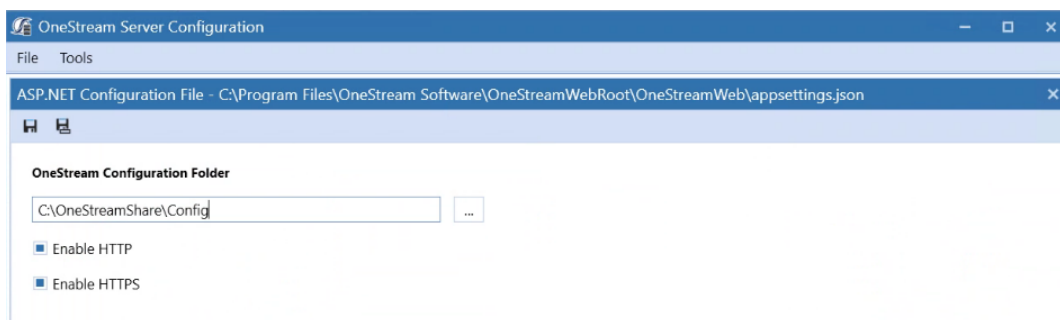 OneStream Server Configuration
File Tools
ASP.NET Configuration File - C:\Program Files\OneStream Software\OneStreamWebRoot\OneStreamWeb\appsettings.json
OneStream Configuration Folder
C:\OneStreamShare\Config
...
Enable HTTP
Enable HTTPS